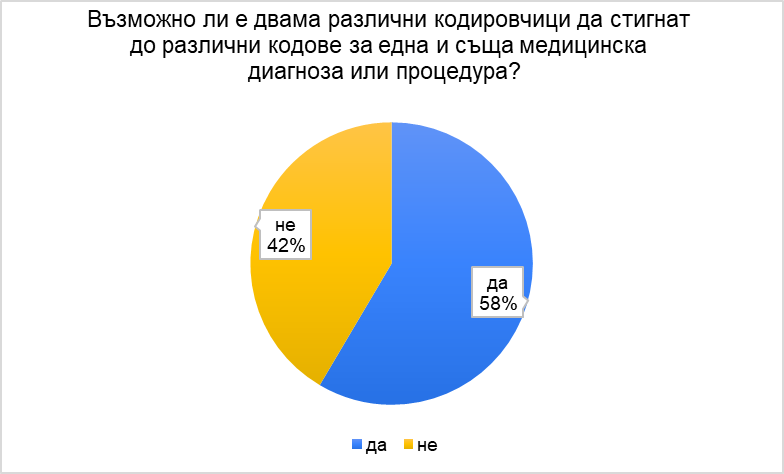 Възможно ли е двама различни кодировчици да стигнат
до различни кодове за една и съща медицинска
диагноза или процедура?
не
42%
да
58%
да не